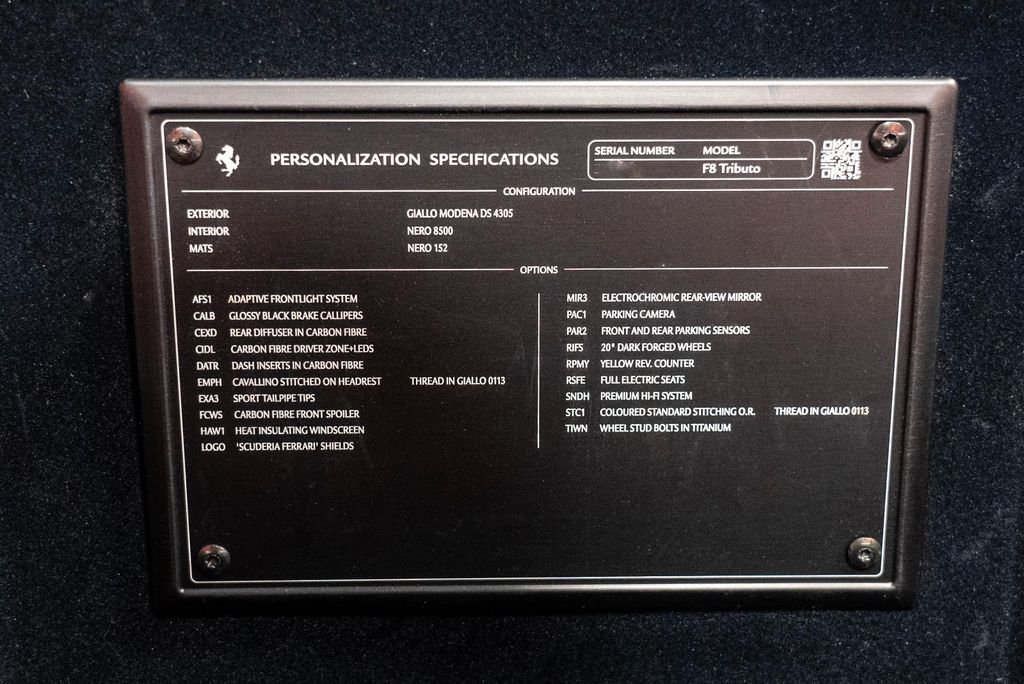 PERSONALIZATION SPECIFICATIONS
SERIAL NUMBER MODEL
F8 Tributo
CONFIGURATION
EXTERIOR GIALLO MODENA DS 4305
INTERIOR NERO 8500
MATS NERO 152
OPTIONS
AFS1 ADAPTIVE FRONTLIGHT SYSTEM
CALB GLOSSY BLACK BRAKE CALLIPERS
CEXD REAR DIFFUSER IN CARBON FIBRE
CIDL CARBON FIBRE DRIVER ZONE+LEDS
DATR DASH INSERTS IN CARBON FIBRE
EMPH CAVALLINO STITCHED ON HEADREST THREAD IN GIALLO 0113
EXA3 SPORT TAILPIPE TIPS
FCWS CARBON FIBRE FRONT SPOILER
HAW1 HEAT INSULATING WINDSCREEN
LOGO 'SCUDERIA FERRARI' SHIELDS
MIR3 ELECTROCHROMIC REAR-VIEW MIRROR
PAC1 PARKING CAMERA
PAR2 FRONT AND REAR PARKING SENSORS
RIF5 20" DARK FORGED WHEELS
RPMY YELLOW REV. COUNTER
RSFE FULL ELECTRIC SEATS
SNDH PREMIUM HI-FI SYSTEM
STC1 COLOURED STANDARD STITCHING O.R. THREAD IN GIALLO 0113
TIWN WHEEL STUD BOLTS IN TITANIUM